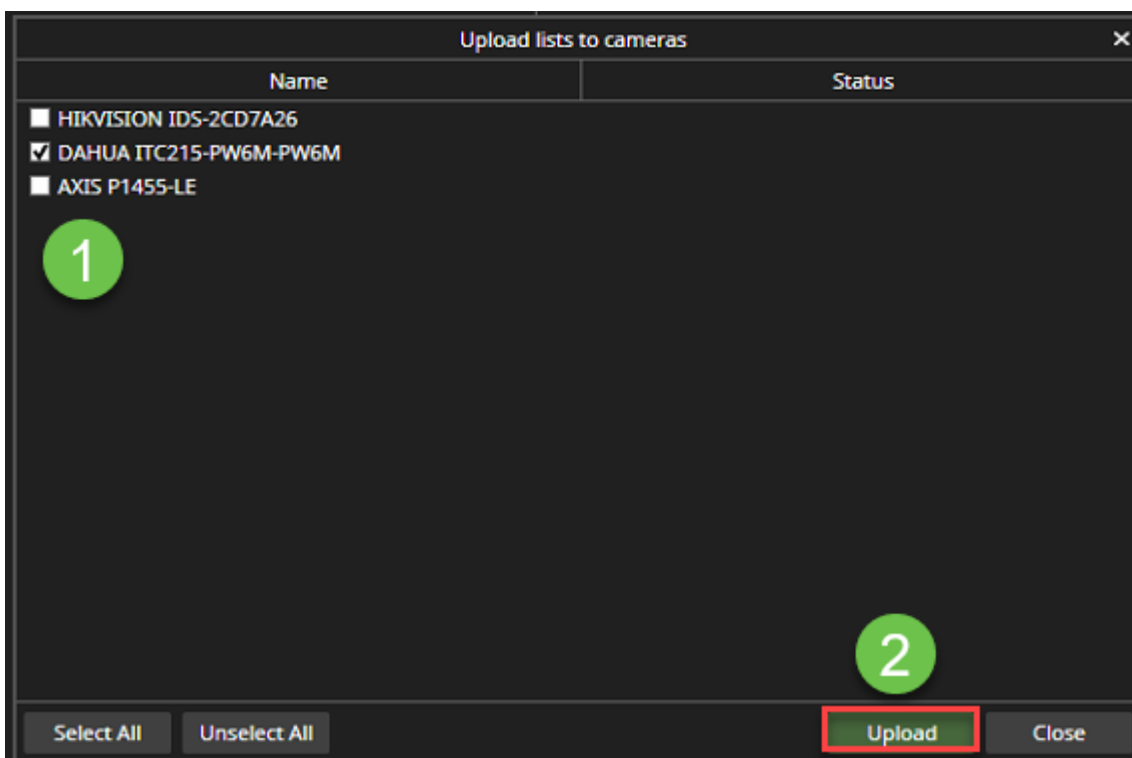 Upload lists to cameras ×
Name Status
HIKVISION IDS-2CD7A26
DAHUA ITC215-PW6M-PW6M
AXIS P1455-LE
1
2
Select All Unselect All Upload Close